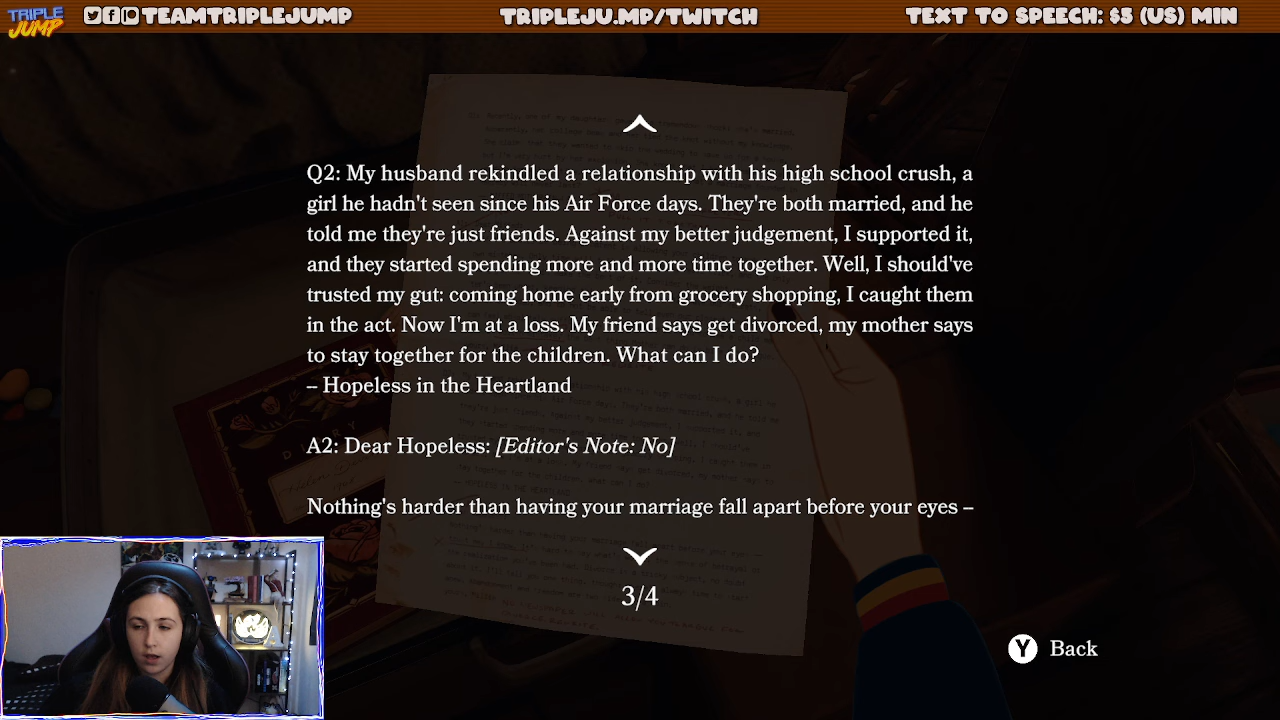 TRIPLE
JUMP
@TEAMTRIPLEJUMP
TRIPLEJU.MP/TWITCH
TEXT TO SPEECH: $5 (US) MIN
Q2: My husband rekindled a relationship with his high school crush, a
girl he hadn't seen since his Air Force days. They're both married, and he
told me they're just friends. Against my better judgement, I supported it,
and they started spending more and more time together. Well, I should've
trusted my gut: coming home early from grocery shopping, I caught them
in the act. Now I'm at a loss. My friend says get divorced, my mother says
to stay together for the children. What can I do?
– Hopeless in the Heartland
A2: Dear Hopeless: [Editor's Note: No]
Nothing's harder than having your marriage fall apart before your eyes –
3/4
Y Back